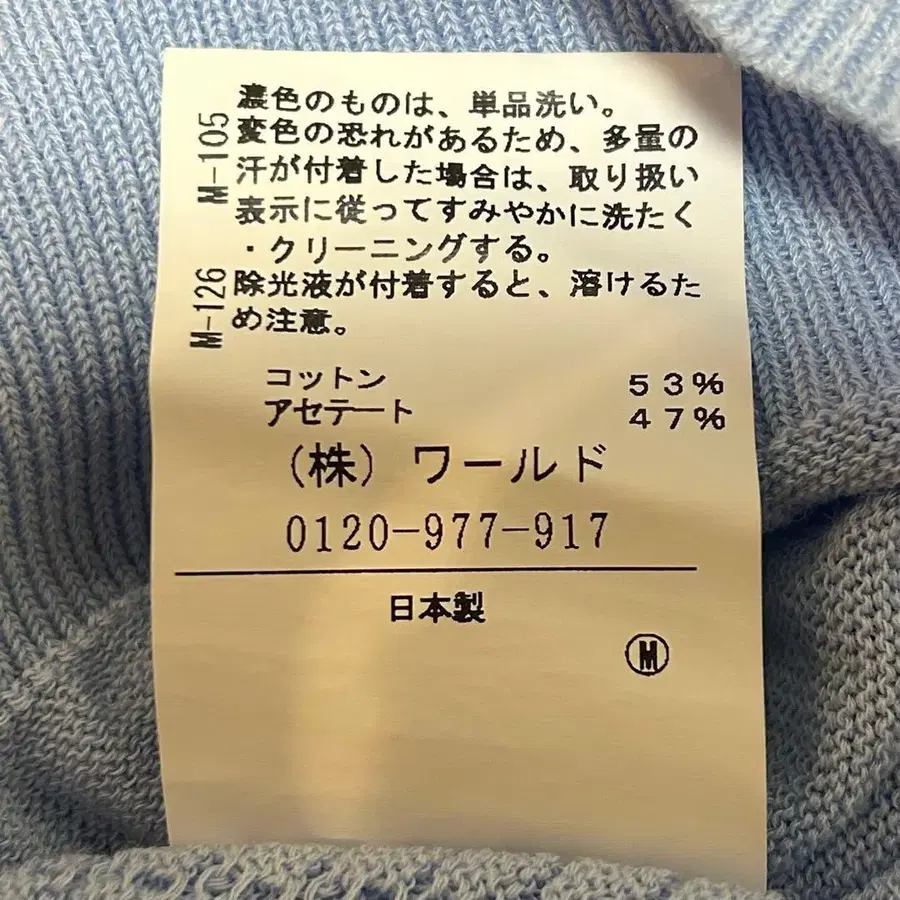 濃色のものは、単品洗い。
M-105
変色の恐れがあるため、多量の
汗が付着した場合は、取り扱い
表示に従ってすみやかに洗たく
・クリーニングする。
M-126
除光液が付着すると、溶けるた
め注意。
コットン 53%
アセテート 47%
(株) ワールド
0120-977-917
日本製
M